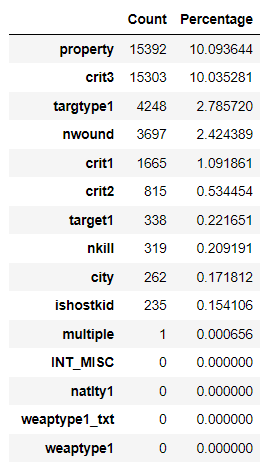 Count Percentage
property 15392 10.093644
crit3 15303 10.035281
targtype1 4248 2.785720
nwound 3697 2.424389
crit1 1665 1.091861
crit2 815 0.534454
target1 338 0.221651
nkill 319 0.209191
city 262 0.171812
ishostkid 235 0.154106
multiple 1 0.000656
INT_MISC 0 0.000000
natlty1 0 0.000000
weaptype1_txt 0 0.000000
weaptype1 0 0.000000